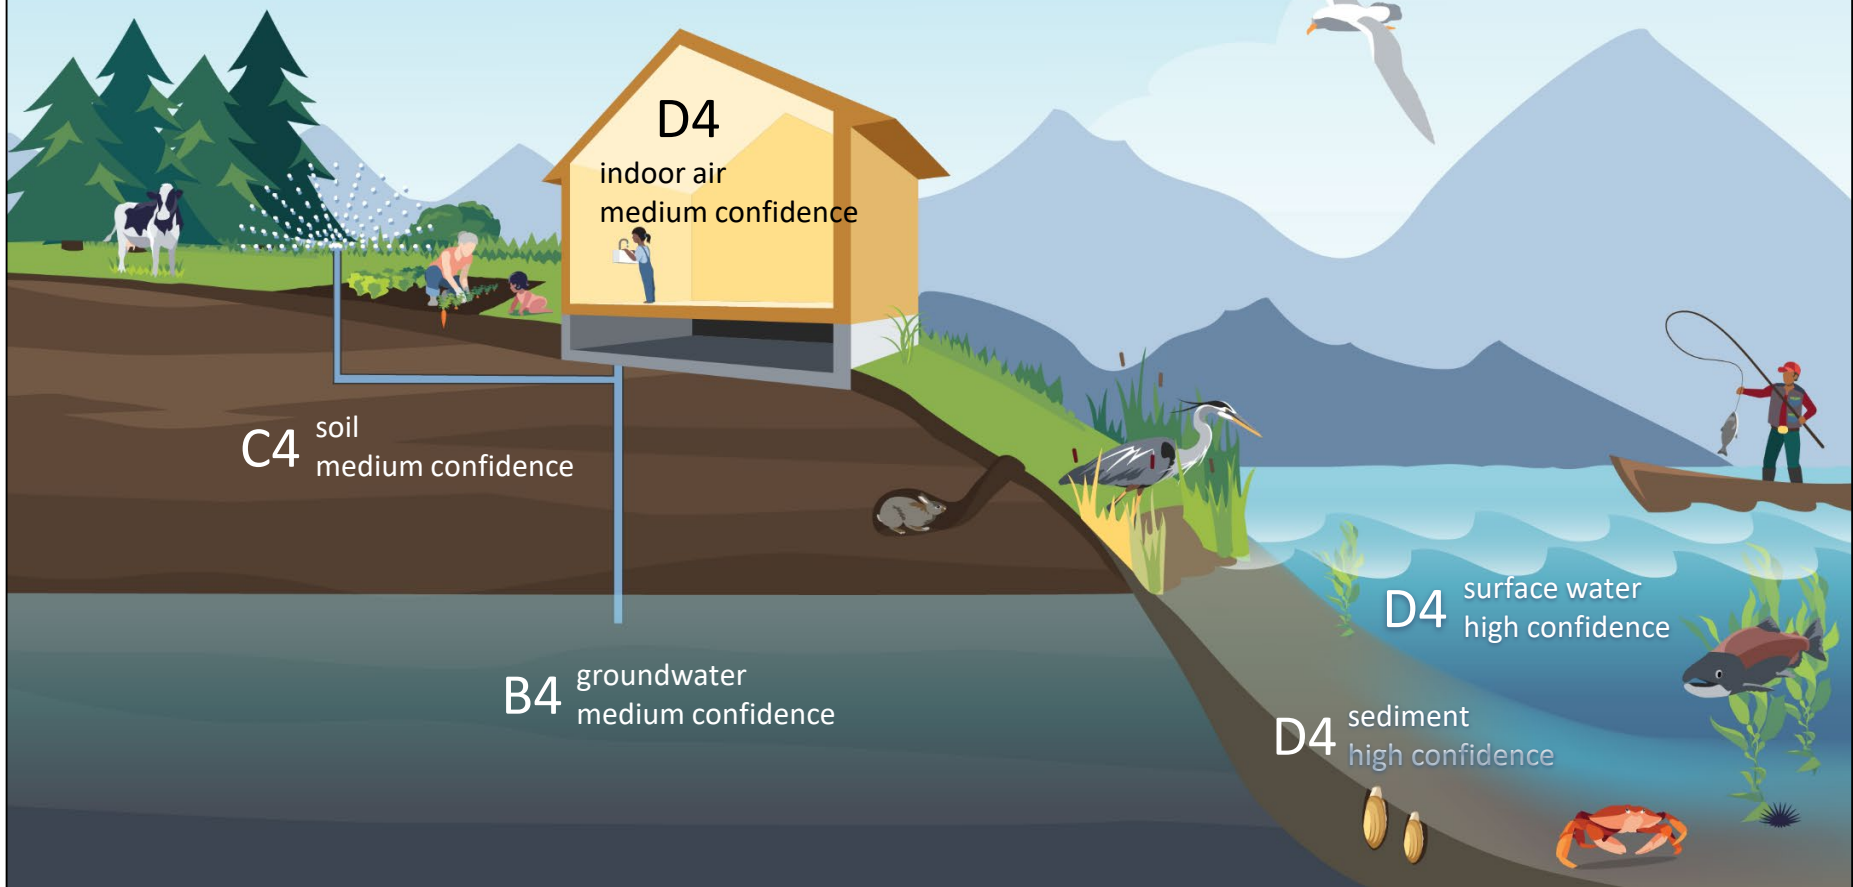 D4
indoor air
medium confidence
C4
soil
medium confidence
B4
groundwater
medium confidence
D4
surface water
high confidence
D4
sediment
high confidence